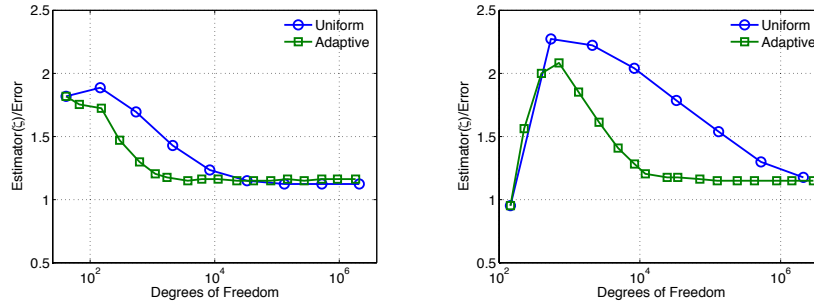 2.5
2
1.5
1
0.5
Estimator(ξ)/Error
Uniform
Adaptive
10^2
10^4
10^6
Degrees of Freedom
2.5
2
1.5
1
0.5
Estimator(ξ)/Error
Uniform
Adaptive
10^2
10^4
10^6
Degrees of Freedom